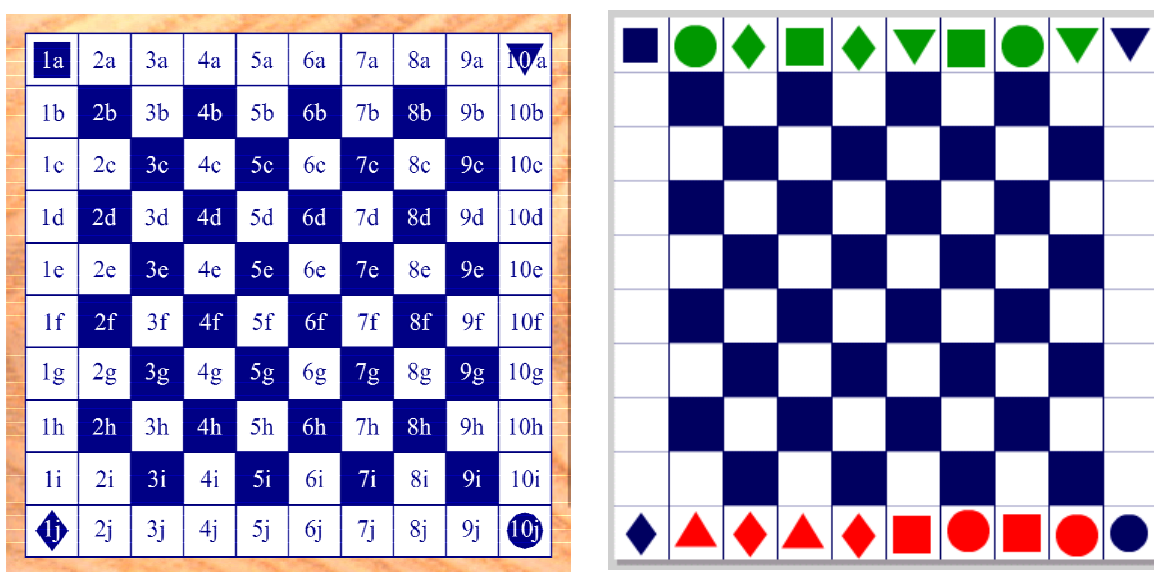 1a 2a 3a 4a 5a 6a 7a 8a 9a 10a
1b 2b 3b 4b 5b 6b 7b 8b 9b 10b
1c 2c 3c 4c 5c 6c 7c 8c 9c 10c
1d 2d 3d 4d 5d 6d 7d 8d 9d 10d
1e 2e 3e 4e 5e 6e 7e 8e 9e 10e
1f 2f 3f 4f 5f 6f 7f 8f 9f 10f
1g 2g 3g 4g 5g 6g 7g 8g 9g 10g
1h 2h 3h 4h 5h 6h 7h 8h 9h 10h
1i 2i 3i 4i 5i 6i 7i 8i 9i 10i
1j 2j 3j 4j 5j 6j 7j 8j 9j 10j